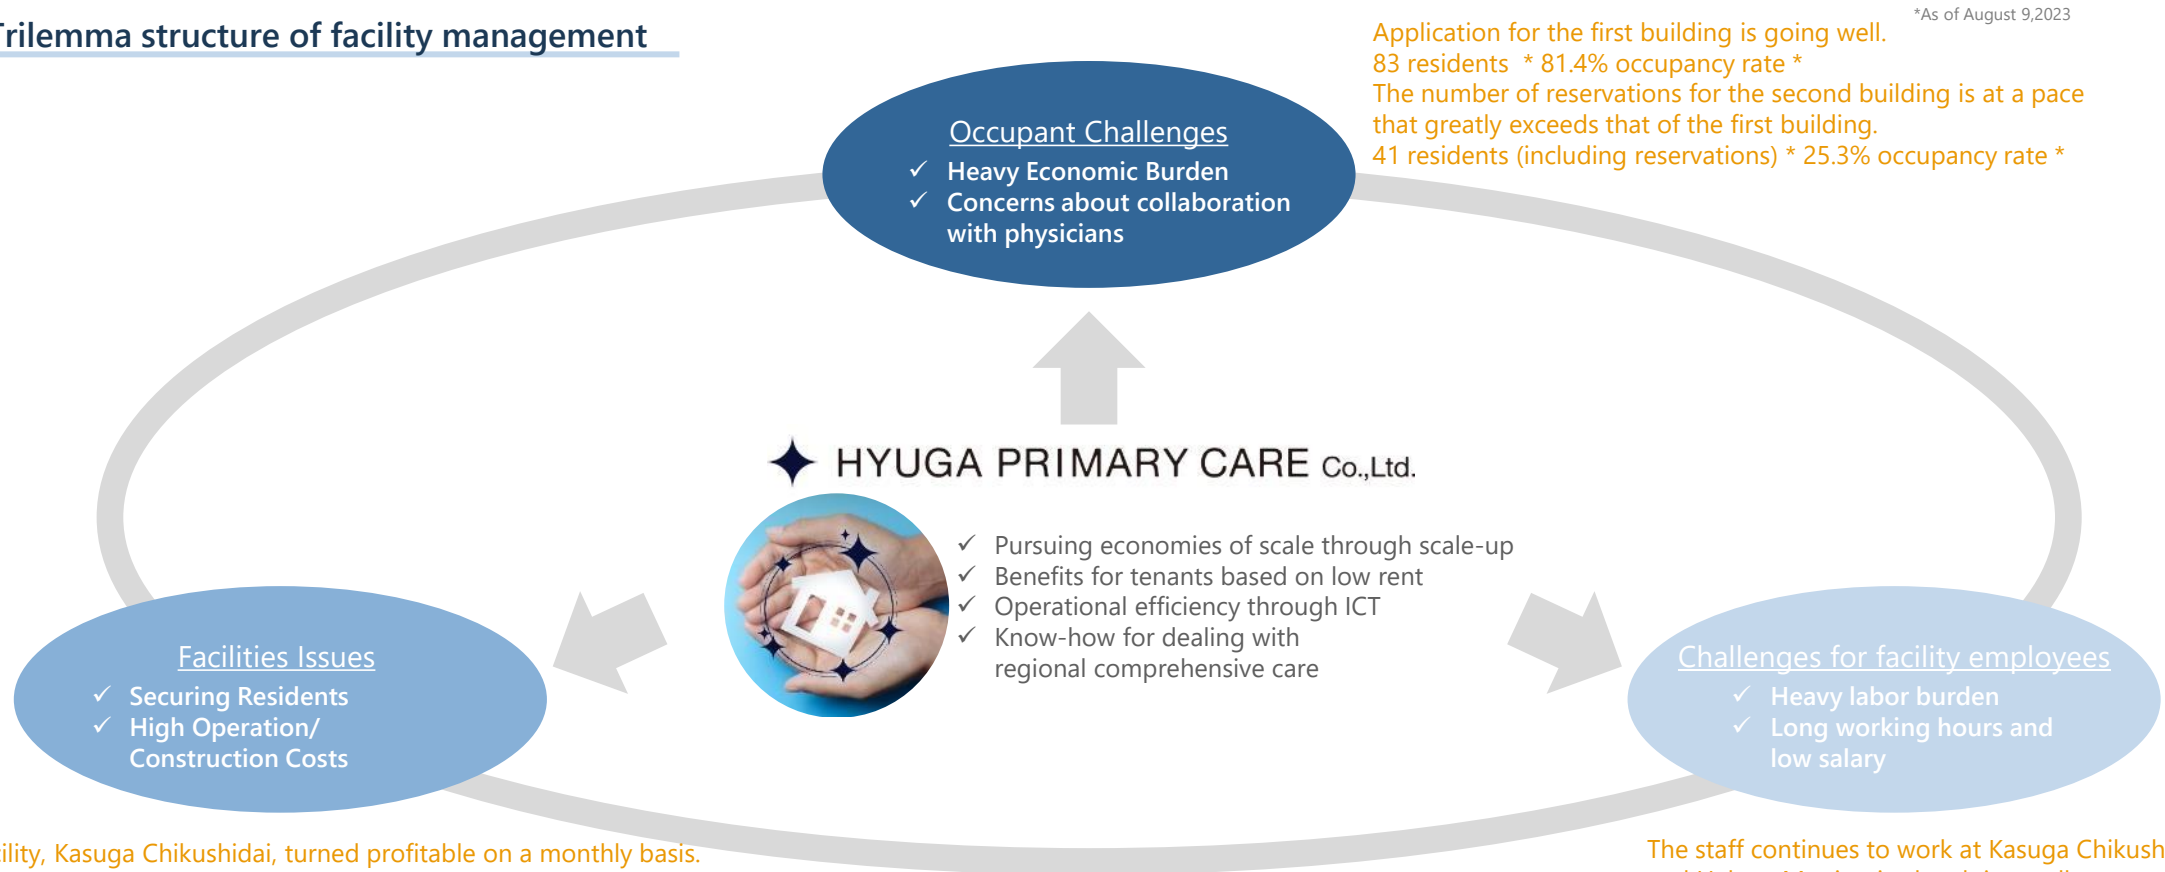 Trilemma structure of facility management
*As of August 9,2023
Application for the first building is going well.
83 residents * 81.4% occupancy rate *
The number of reservations for the second building is at a pace
that greatly exceeds that of the first building.
41 residents (including reservations) * 25.3% occupancy rate *
Occupant Challenges
✓ Heavy Economic Burden
✓ Concerns about collaboration
with physicians
HYUGA PRIMARY CARE Co.,Ltd.
✓ Pursuing economies of scale through scale-up
✓ Benefits for tenants based on low rent
✓ Operational efficiency through ICT
✓ Know-how for dealing with
regional comprehensive care
Facilities Issues
✓ Securing Residents
✓ High Operation/
Construction Costs
Challenges for facility employees
✓ Heavy labor burden
✓ Long working hours and
low salary
cility, Kasuga Chikushidai, turned profitable on a monthly basis.
The staff continues to work at Kasuga Chikush